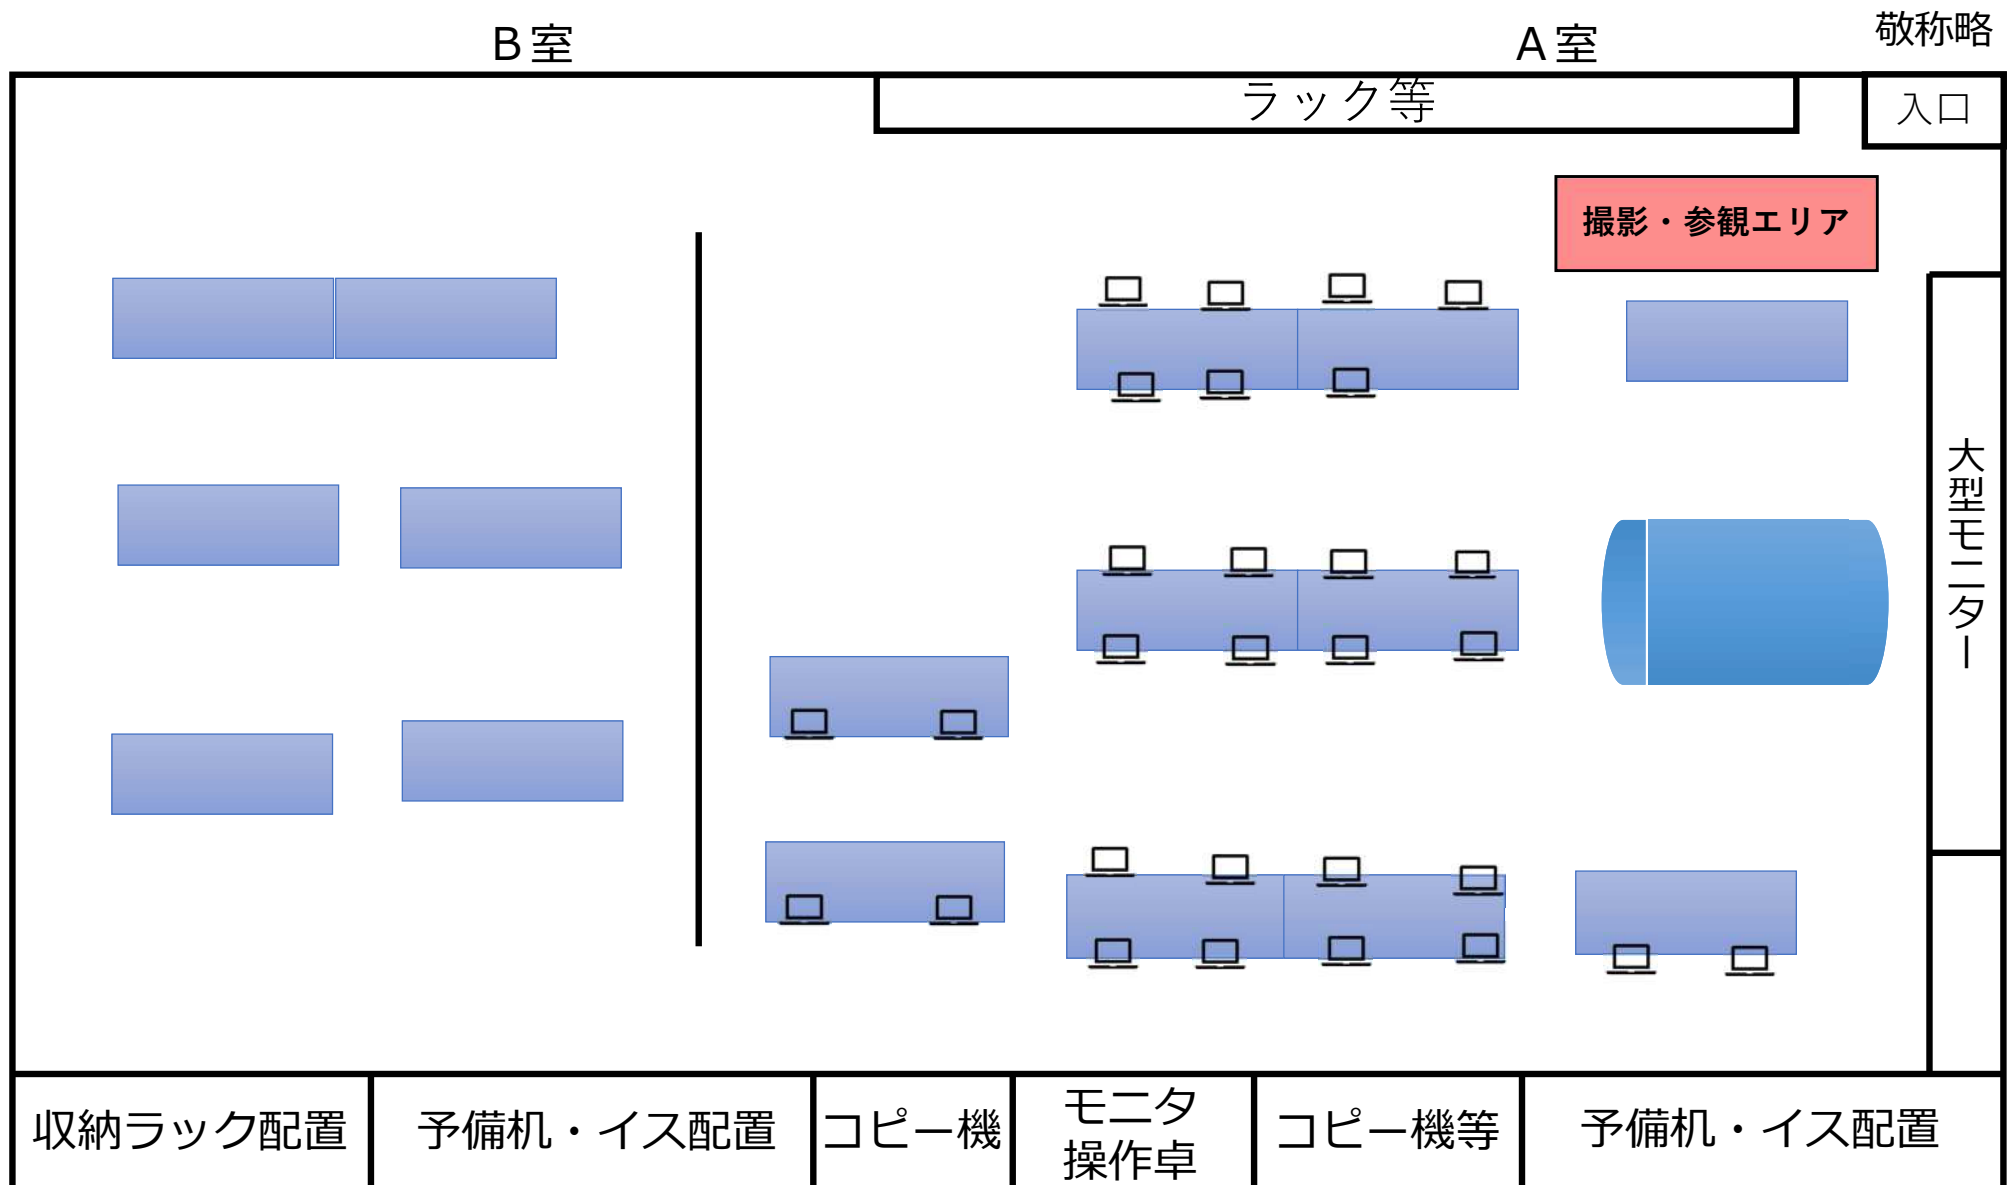 Ｂ室
Ａ室
敬称略
ラック等
入口
撮影・参観エリア
大型モニター
収納ラック配置
予備机・イス配置
コピー機
モニタ
操作卓
コピー機等
予備机・イス配置